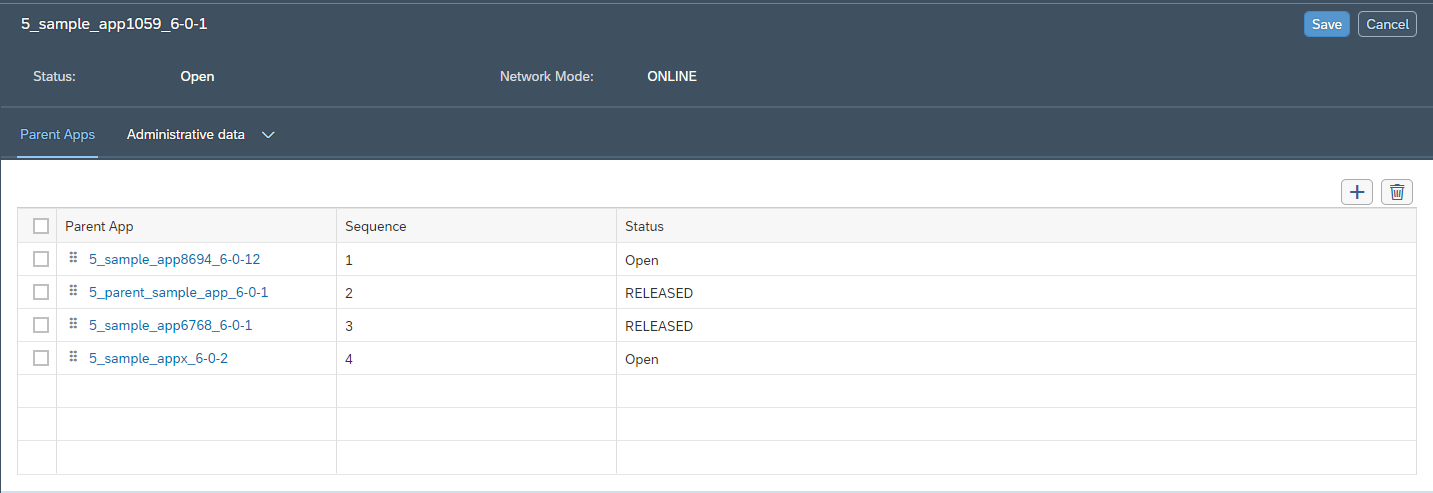 5_sample_app1059_6-0-1 Save Cancel
Status: Open Network Mode: ONLINE
Parent Apps Administrative data
Parent App Sequence Status
5_sample_app8694_6-0-12 1 Open
5_parent_sample_app_6-0-1 2 RELEASED
5_sample_app6768_6-0-1 3 RELEASED
5_sample_appx_6-0-2 4 Open